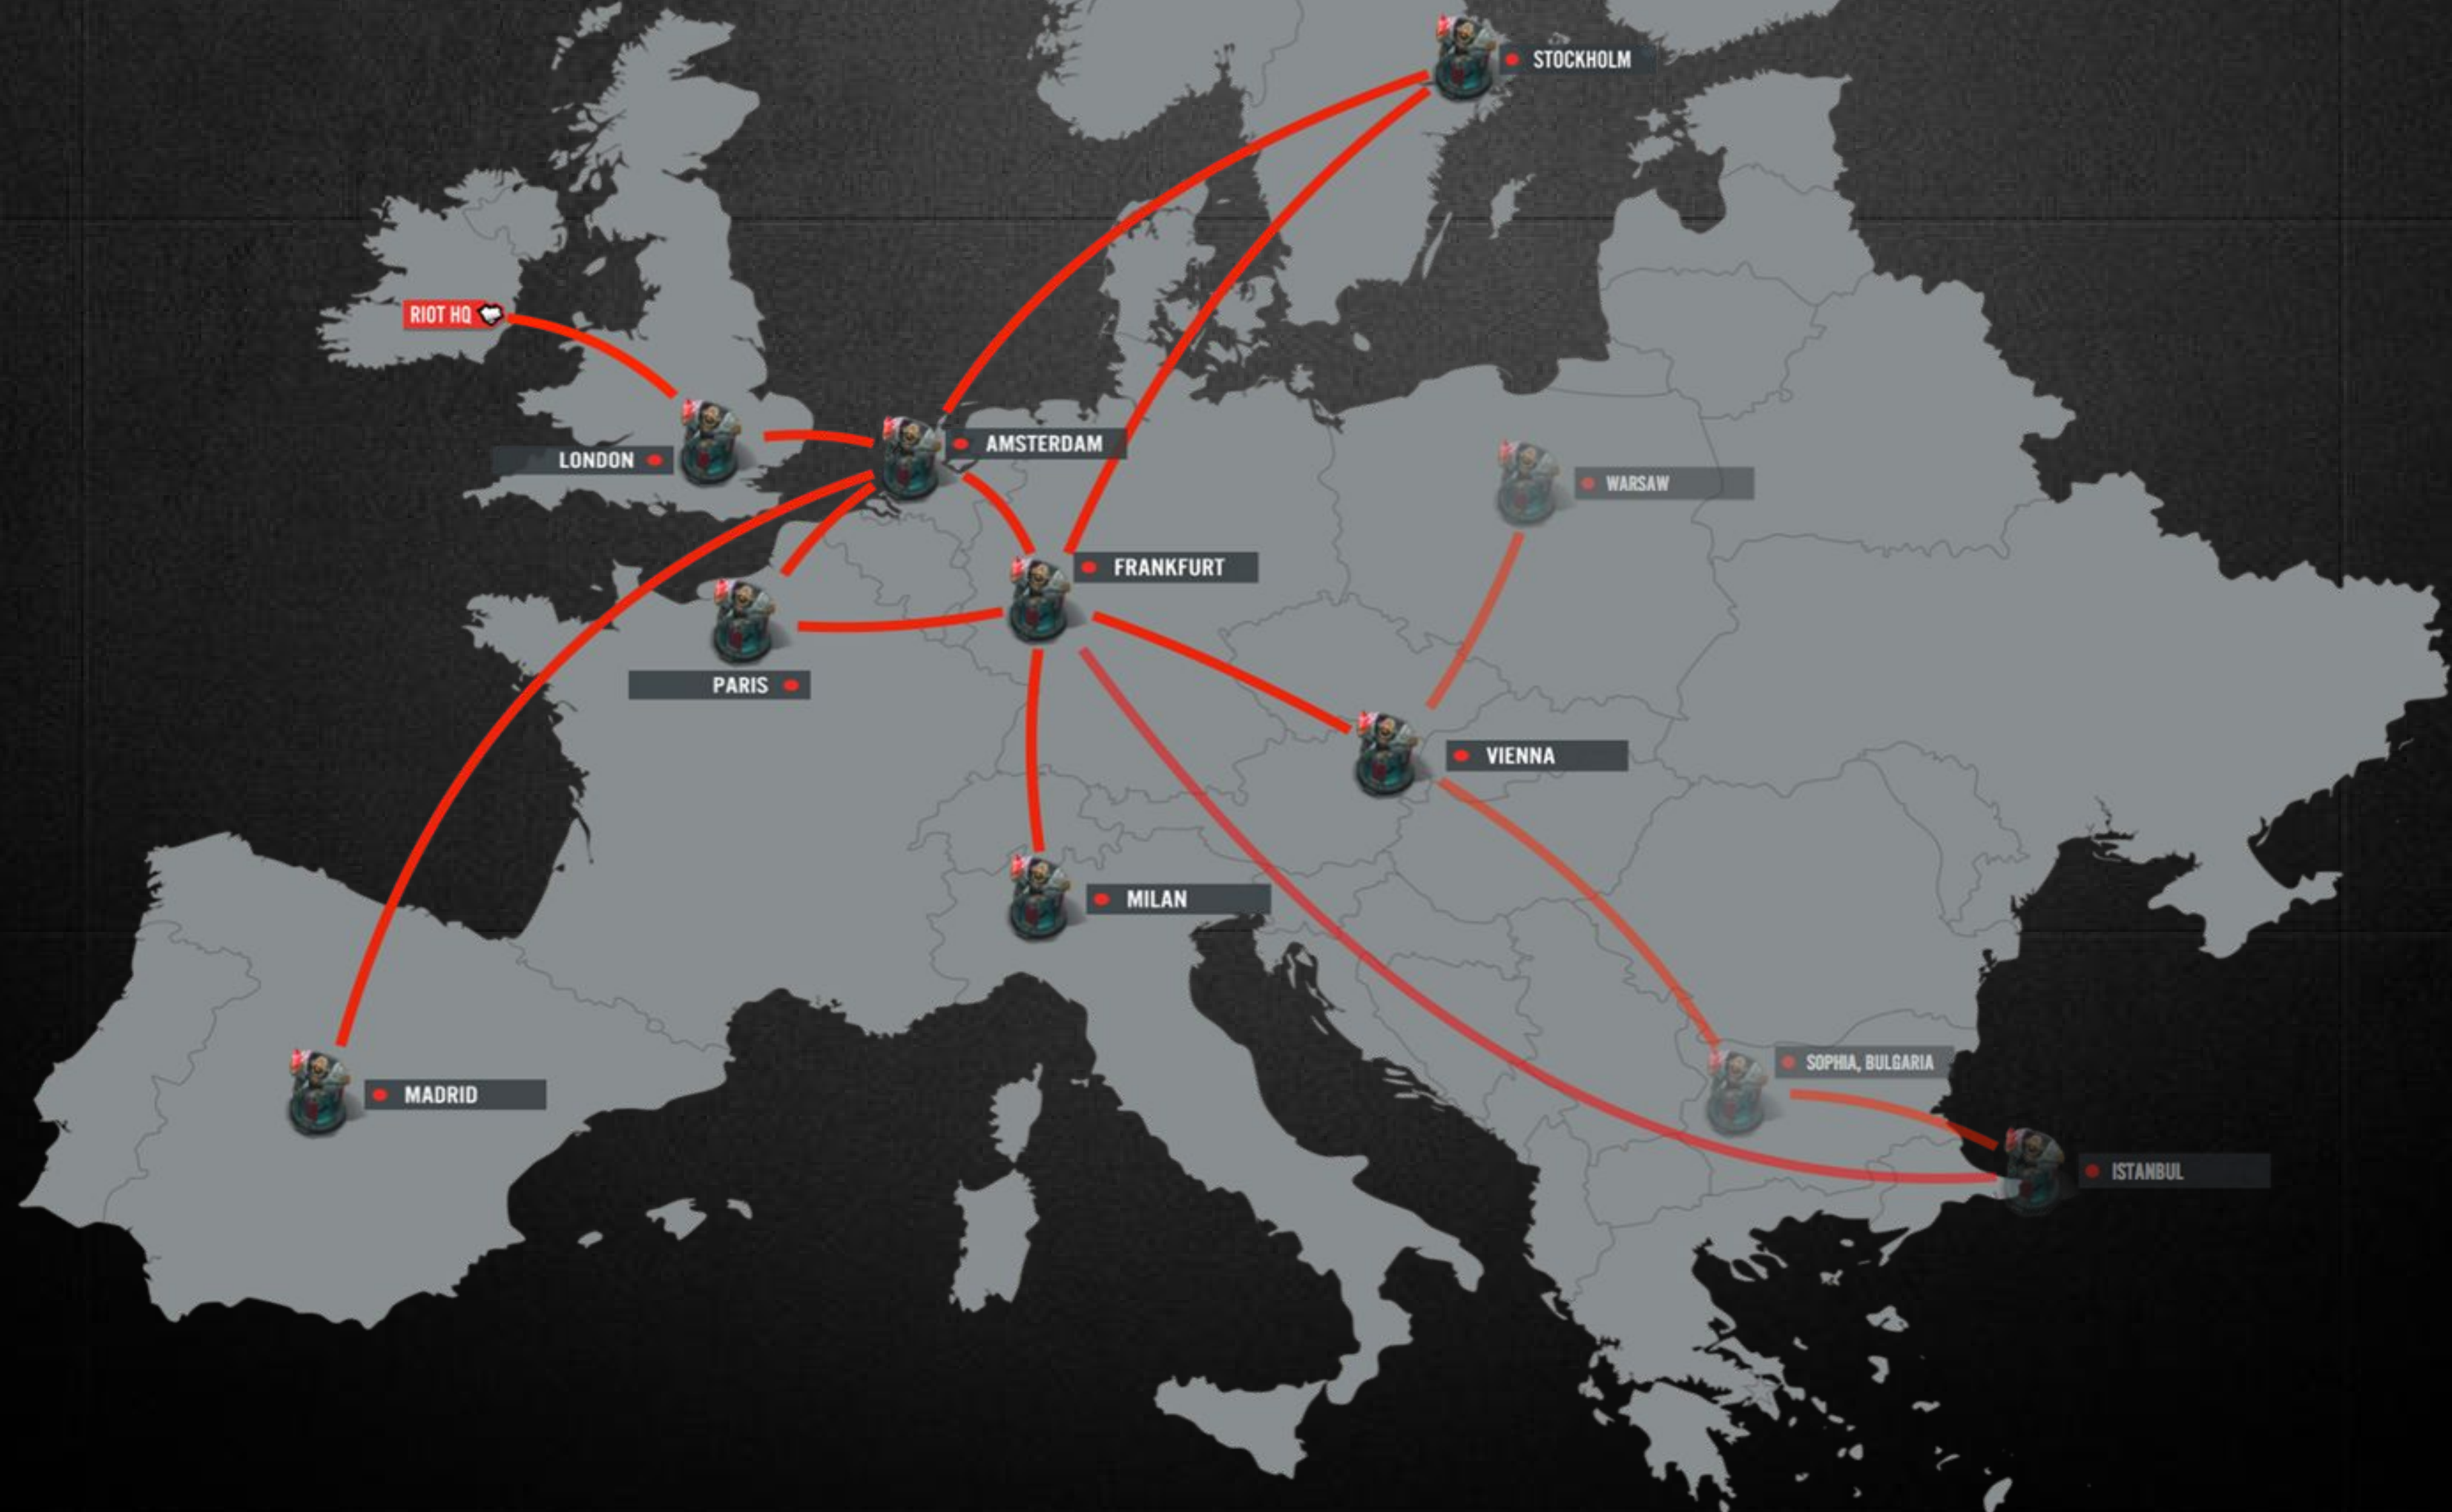 STOCKHOLM
RIOT HQ
AMSTERDAM
LONDON
WARSAW
FRANKFURT
PARIS
VIENNA
MILAN
SOPHIA, BULGARIA
MADRID
ISTANBUL